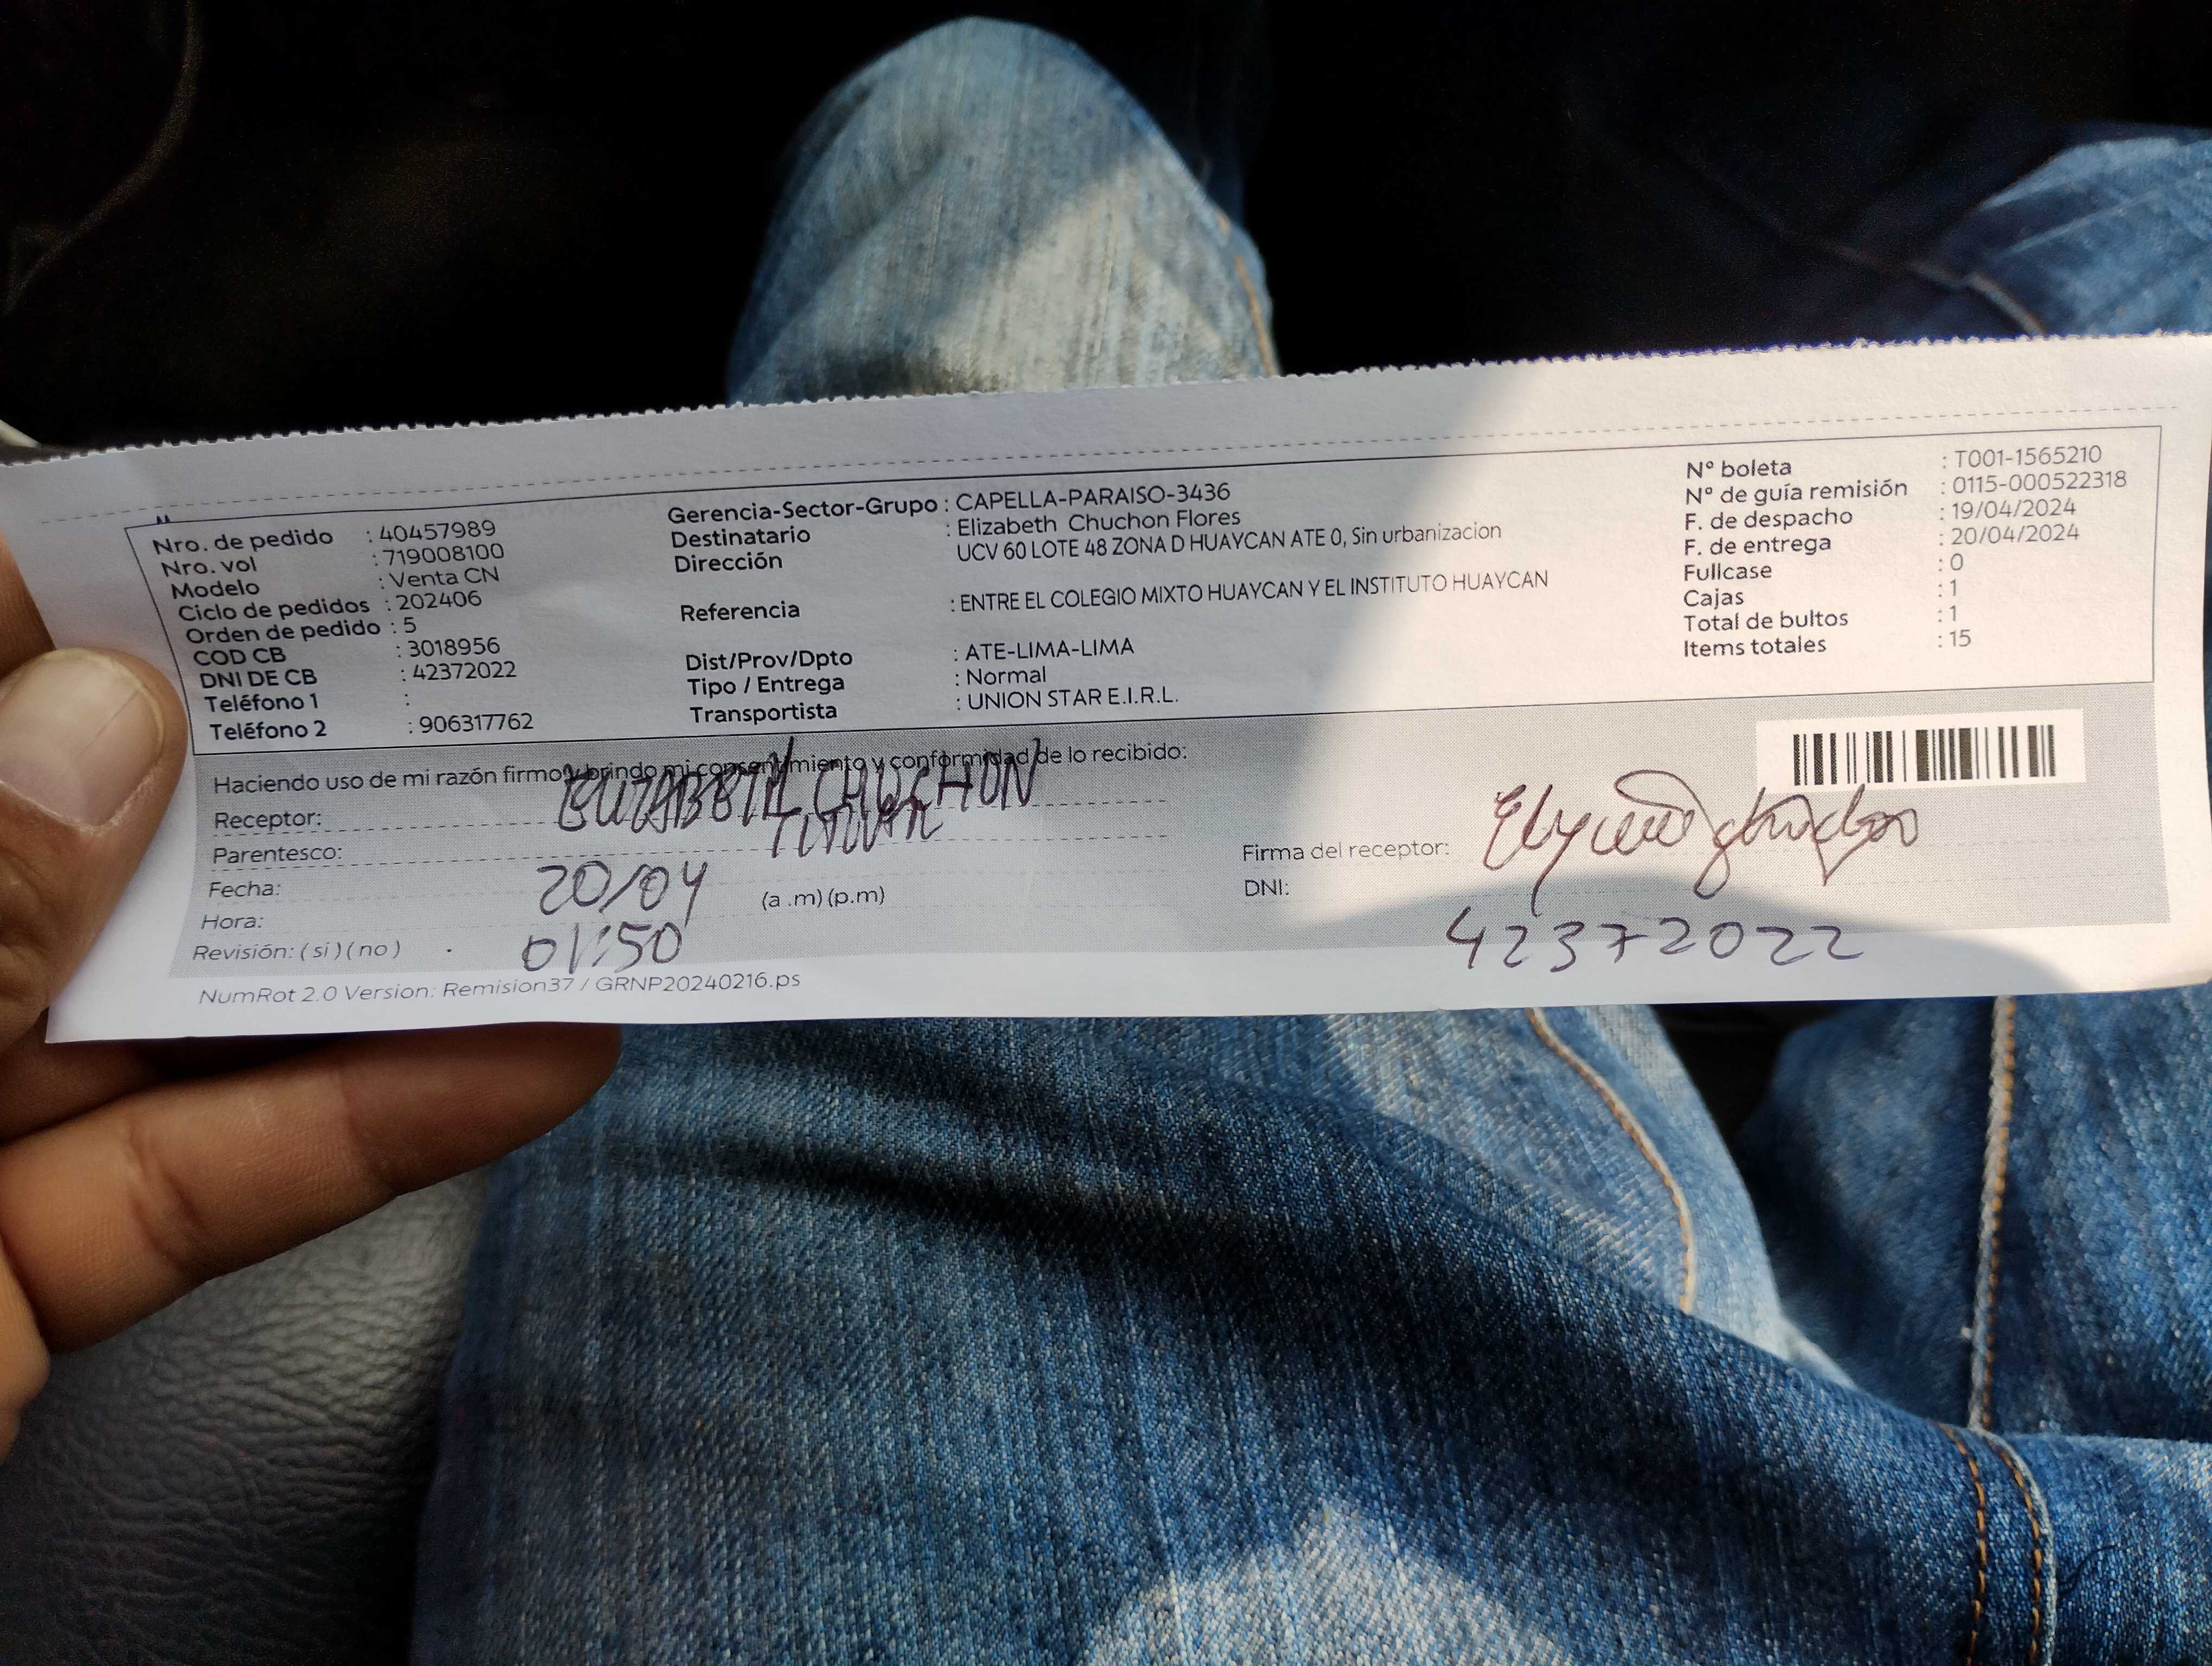 Nro. de pedido : 40457989
Nro. vol : 719008100
Modelo : Venta CN
Ciclo de pedidos : 202406
Orden de pedido : 5
COD CB : 3018956
DNI DE CB : 42372022
Teléfono 1 :
Teléfono 2 : 906317762
Gerencia-Sector-Grupo : CAPELLA-PARAISO-3436
Destinatario : Elizabeth Chuchon Flores
Dirección UCV 60 LOTE 48 ZONA D HUAYCAN ATE 0, Sin urbanizacion
Referencia : ENTRE EL COLEGIO MIXTO HUAYCAN Y EL INSTITUTO HUAYCAN
Dist/Prov/Dpto : ATE-LIMA-LIMA
Tipo / Entrega : Normal
Transportista : UNION STAR E.I.R.L.
N° boleta : T001-1565210
N° de guía remisión : 0115-000522318
F. de despacho : 19/04/2024
F. de entrega : 20/04/2024
Fullcase : 0
Cajas : 1
Total de bultos : 1
Items totales : 15
Haciendo uso de mi razón firmo y brindo mi consentimiento y conformidad de lo recibido:
Receptor: ELIZABETH CHUCHON
Parentesco: TITULAR
Fecha: 20/04
Hora: 01:50 (a .m) (p.m)
Revisión: ( si ) ( no )
Firma del receptor:
DNI: 42372022
NumRot 2.0 Version: Remision37 / GRNP20240216.ps